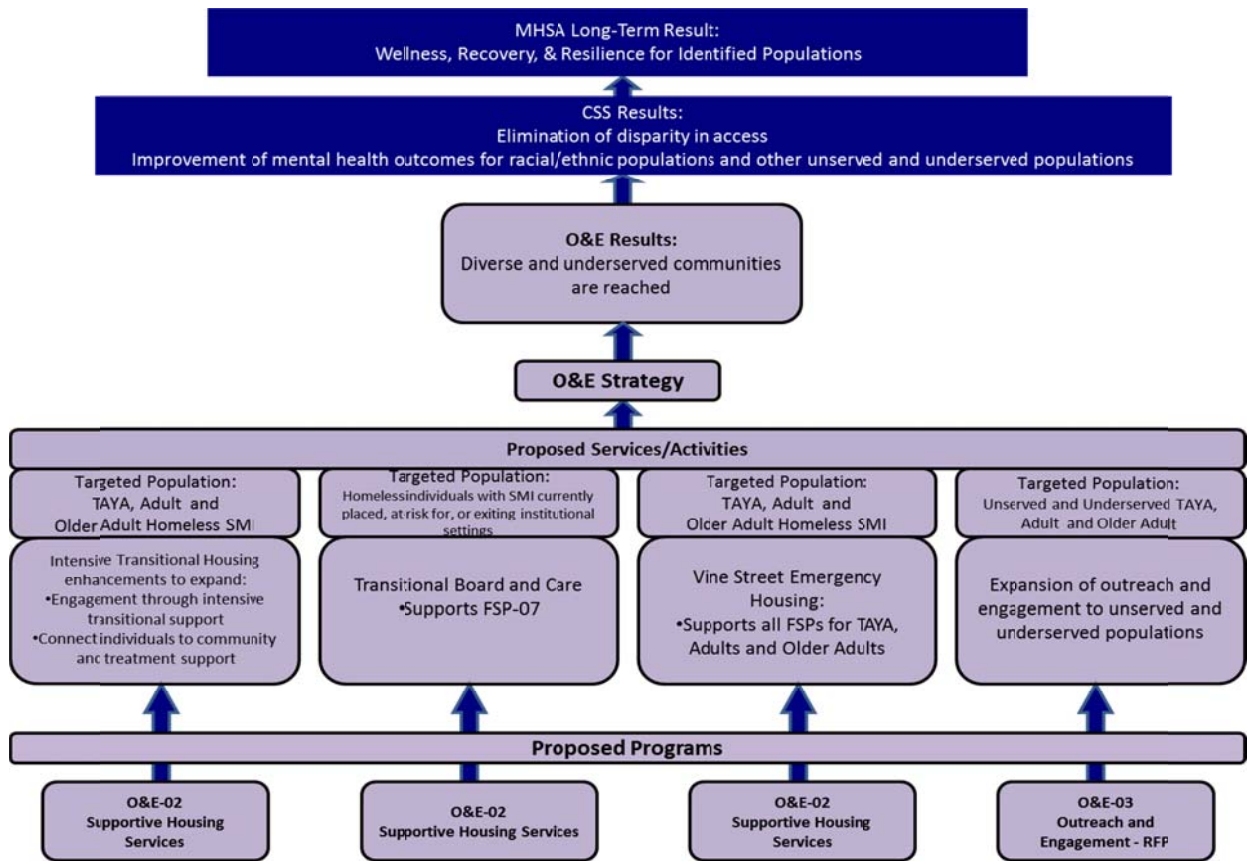 MHSA Long-Term Result:
Wellness, Recovery, & Resilience for Identified Populations
CSS Results:
Elimination of disparity in access
Improvement of mental health outcomes for racial/ethnic populations and other unserved and underserved populations
O&E Results:
Diverse and underserved communities
are reached
O&E Strategy
Proposed Services/Activities
Targeted Population:
TAYA, Adult and
Older Adult Homeless SMI
Targeted Population:
Homeless individuals with SMI currently
placed, at risk for, or exiting institutional
settings
Targeted Population:
TAYA, Adult and
Older Adult Homeless SMI
Targeted Population:
Unserved and Underserved TAYA,
Adult and Older Adult
Intensive Transitional Housing
enhancements to expand:
•Engagement through intensive
transitional support
•Connect individuals to community
and treatment support
Transitional Board and Care
•Supports FSP-07
Vine Street Emergency
Housing:
•Supports all FSPs for TAYA,
Adults and Older Adults
Expansion of outreach and
engagement to unserved and
underserved populations
Proposed Programs
O&E-02
Supportive Housing
Services
O&E-02
Supportive Housing Services
O&E-02
Supportive Housing
Services
O&E-03
Outreach and
Engagement - RFP